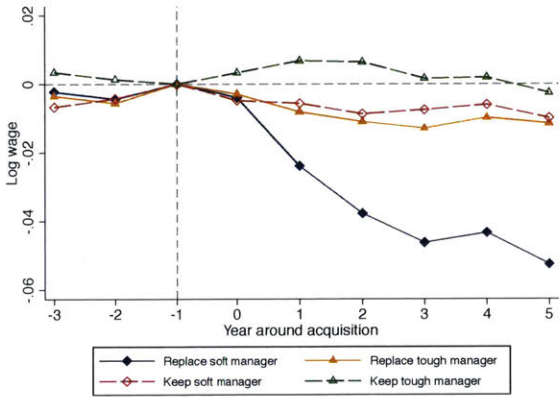 .02
0
-.02
-.04
-.06
Log wage
-3 -2 -1 0 1 2 3 4 5
Year around acquisition
Replace soft manager Replace tough manager
Keep soft manager Keep tough manager